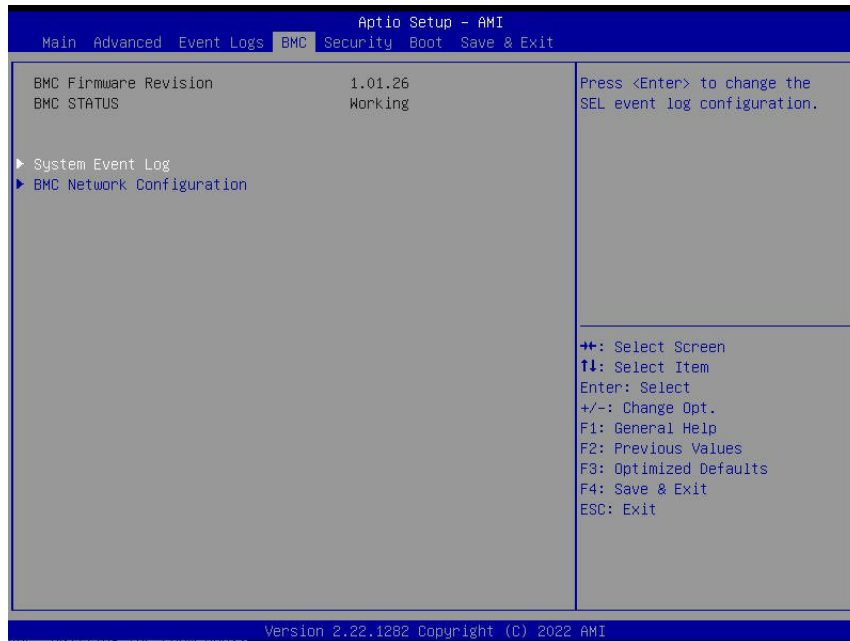 Aptio Setup – AMI
Main Advanced Event Logs BMC Security Boot Save & Exit
BMC Firmware Revision 1.01.26
BMC STATUS Working
System Event Log
BMC Network Configuration
Press <Enter> to change the
SEL event log configuration.
→←: Select Screen
↑↓: Select Item
Enter: Select
+/-: Change Opt.
F1: General Help
F2: Previous Values
F3: Optimized Defaults
F4: Save & Exit
ESC: Exit
Version 2.22.1282 Copyright (C) 2022 AMI